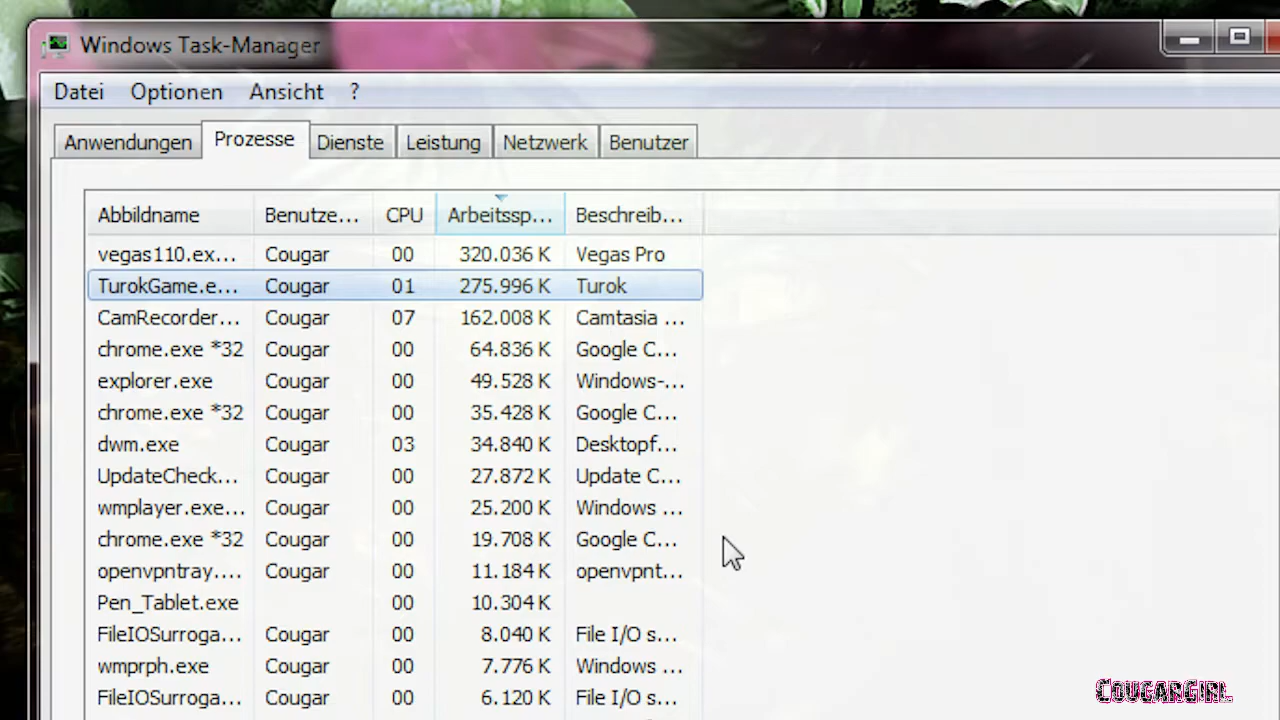 Windows Task-Manager
Datei Optionen Ansicht ?
Anwendungen Prozesse Dienste Leistung Netzwerk Benutzer
Abbildname Benutze... CPU Arbeitssp... Beschreib...
vegas110.ex... Cougar 00 320.036 K Vegas Pro
TurokGame.e... Cougar 01 275.996 K Turok
CamRecorder... Cougar 07 162.008 K Camtasia ...
chrome.exe *32 Cougar 00 64.836 K Google C...
explorer.exe Cougar 00 49.528 K Windows-...
chrome.exe *32 Cougar 00 35.428 K Google C...
dwm.exe Cougar 03 34.840 K Desktopf...
UpdateCheck... Cougar 00 27.872 K Update C...
wmplayer.exe... Cougar 00 25.200 K Windows ...
chrome.exe *32 Cougar 00 19.708 K Google C...
openvpntray.... Cougar 00 11.184 K openvpnt...
Pen_Tablet.exe 00 10.304 K
FileIOSurroga... Cougar 00 8.040 K File I/O s...
wmprph.exe Cougar 00 7.776 K Windows ...
FileIOSurroga... Cougar 00 6.120 K File I/O s...
COUGARGIRL